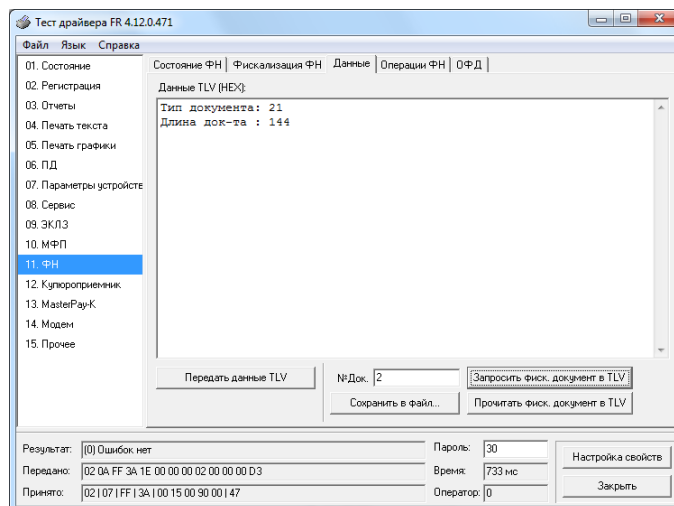 Тест драйвера FR 4.12.0.471
Файл Язык Справка
01. Состояние
02. Регистрация
03. Отчеты
04. Печать текста
05. Печать графики
06. ПД
07. Параметры устройств
08. Сервис
09. ЭКЛЗ
10. МФП
11. ФН
12. Купюроприемник
13. MasterPay-K
14. Модем
15. Прочее
Состояние ФН Фискализация ФН Данные Операции ФН ОФД
Данные TLV (HEX):
Тип документа: 21
Длина док-та : 144
Передать данные TLV №Док. 2 Запросить фиск. документ в TLV
Сохранить в файл... Прочитать фиск. документ в TLV
Результат: (0) Ошибок нет Пароль: 30
Настройка свойств
Передано: 02 0A FF 3A 1E 00 00 00 02 00 00 00 D3 Время: 733 мс
Принято: 02 | 07 | FF | 3A | 00 15 00 90 00 | 47 Оператор: 0
Закрыть